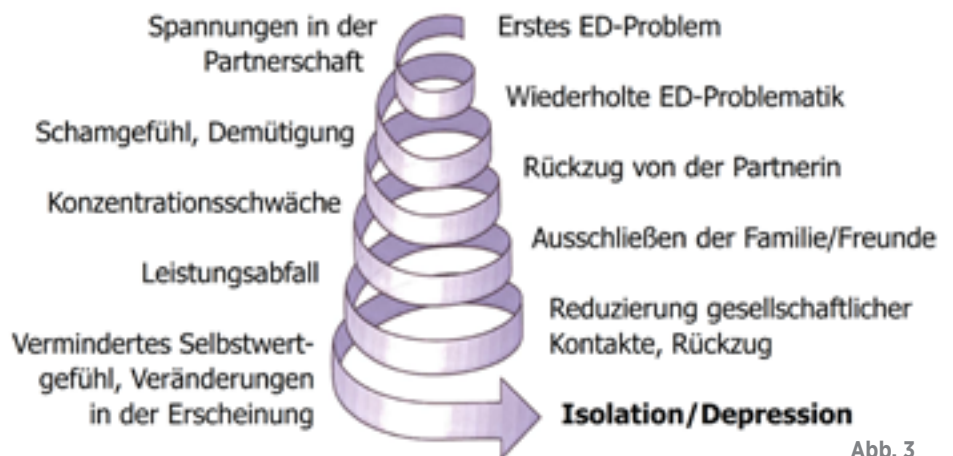 Spannungen in der
Partnerschaft
Erstes ED-Problem
Wiederholte ED-Problematik
Schamgefühl, Demütigung
Rückzug von der Partnerin
Konzentrationsschwäche
Ausschließen der Familie/Freunde
Leistungsabfall
Reduzierung gesellschaftlicher
Kontakte, Rückzug
Vermindertes Selbstwert-
gefühl, Veränderungen
in der Erscheinung
Isolation/Depression
Abb. 3